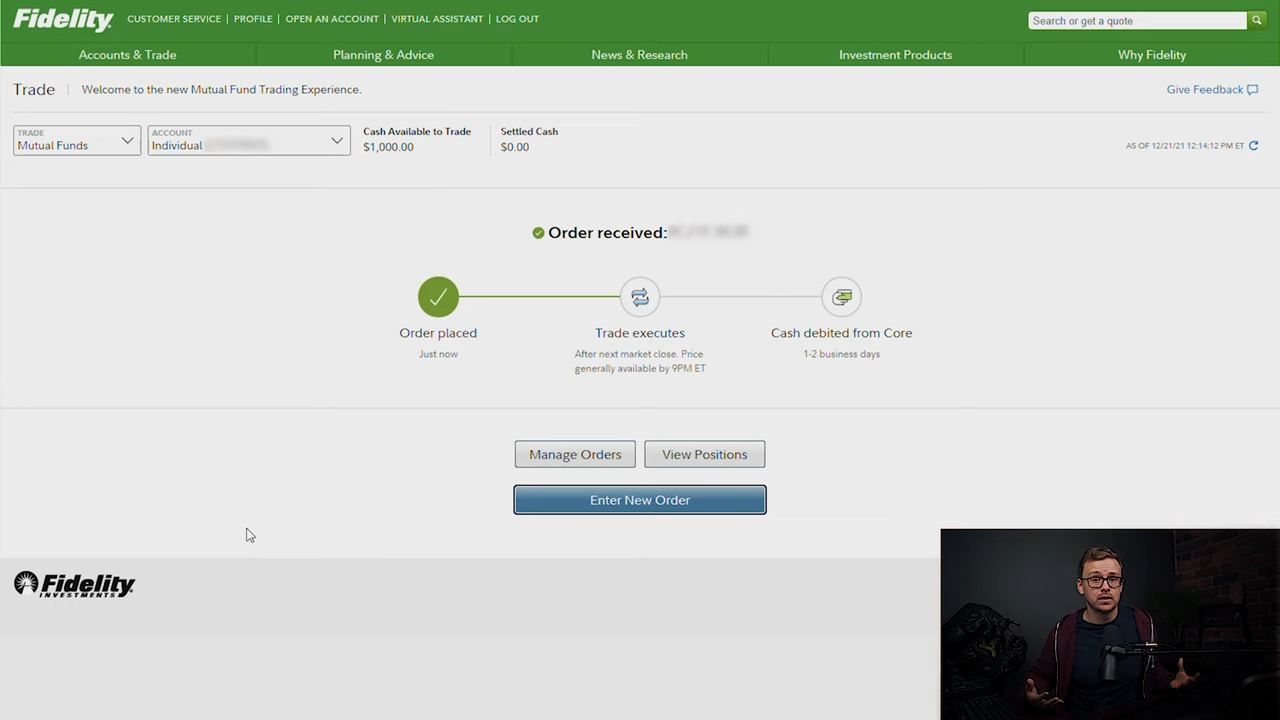 Fidelity
CUSTOMER SERVICE | PROFILE | OPEN AN ACCOUNT | VIRTUAL ASSISTANT | LOG OUT
Search or get a quote
Accounts & Trade
Planning & Advice
News & Research
Investment Products
Why Fidelity
Trade | Welcome to the new Mutual Fund Trading Experience.
Give Feedback
TRADE
Mutual Funds
ACCOUNT
Individual
Cash Available to Trade
$1,000.00
Settled Cash
$0.00
AS OF 12/21/21 12:14:12 PM ET
Order received:
Order placed
Just now
Trade executes
After next market close. Price
generally available by 9PM ET
Cash debited from Core
1-2 business days
Manage Orders
View Positions
Enter New Order
Fidelity
INVESTMENTS